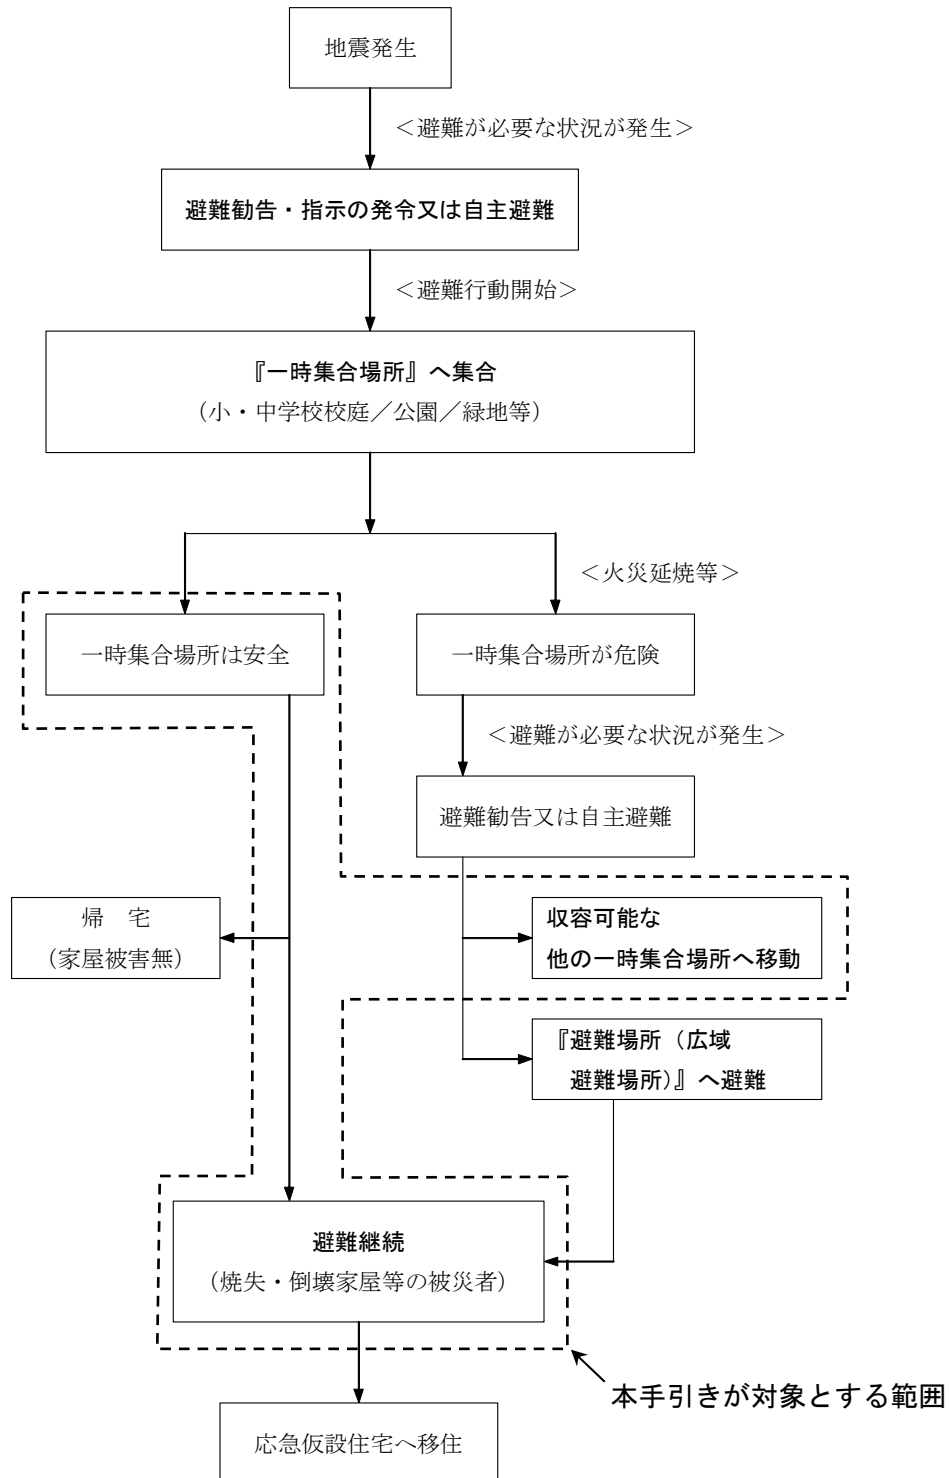 地震発生
＜避難が必要な状況が発生＞
避難勧告・指示の発令又は自主避難
＜避難行動開始＞
『一時集合場所』へ集合
（小・中学校校庭／公園／緑地等）
＜火災延焼等＞
一時集合場所は安全
一時集合場所が危険
＜避難が必要な状況が発生＞
避難勧告又は自主避難
帰　宅
（家屋被害無）
収容可能な
他の一時集合場所へ移動
『避難場所（広域
避難場所）』へ避難
避難継続
（焼失・倒壊家屋等の被災者）
本手引きが対象とする範囲
応急仮設住宅へ移住